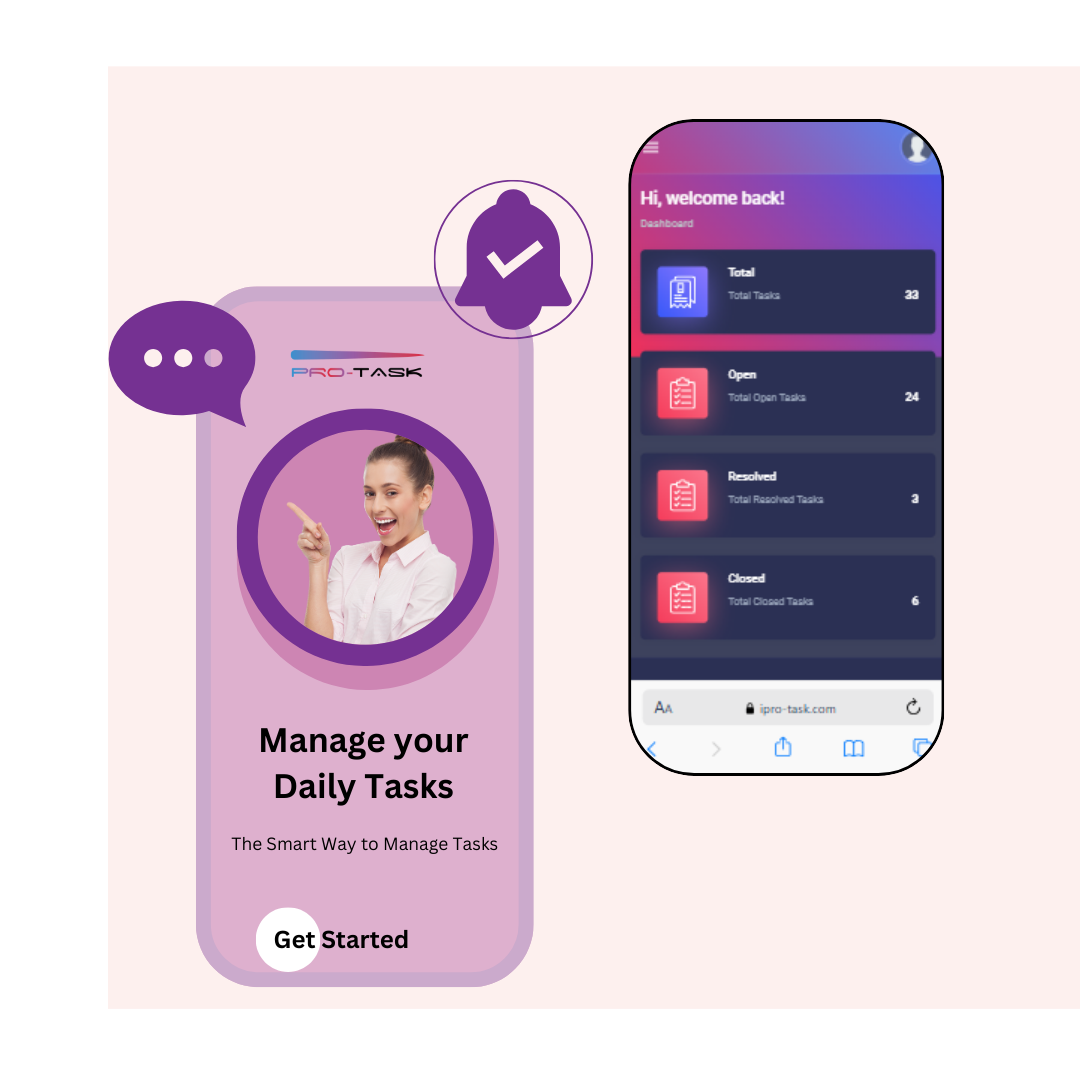 PRO-TASK
Manage your
Daily Tasks
The Smart Way to Manage Tasks
Get Started
Hi, welcome back!
Dashboard
Total
Total Tasks 33
Open
Total Open Tasks 24
Resolved
Total Resolved Tasks 3
Closed
Total Closed Tasks 6
AA ipro-task.com